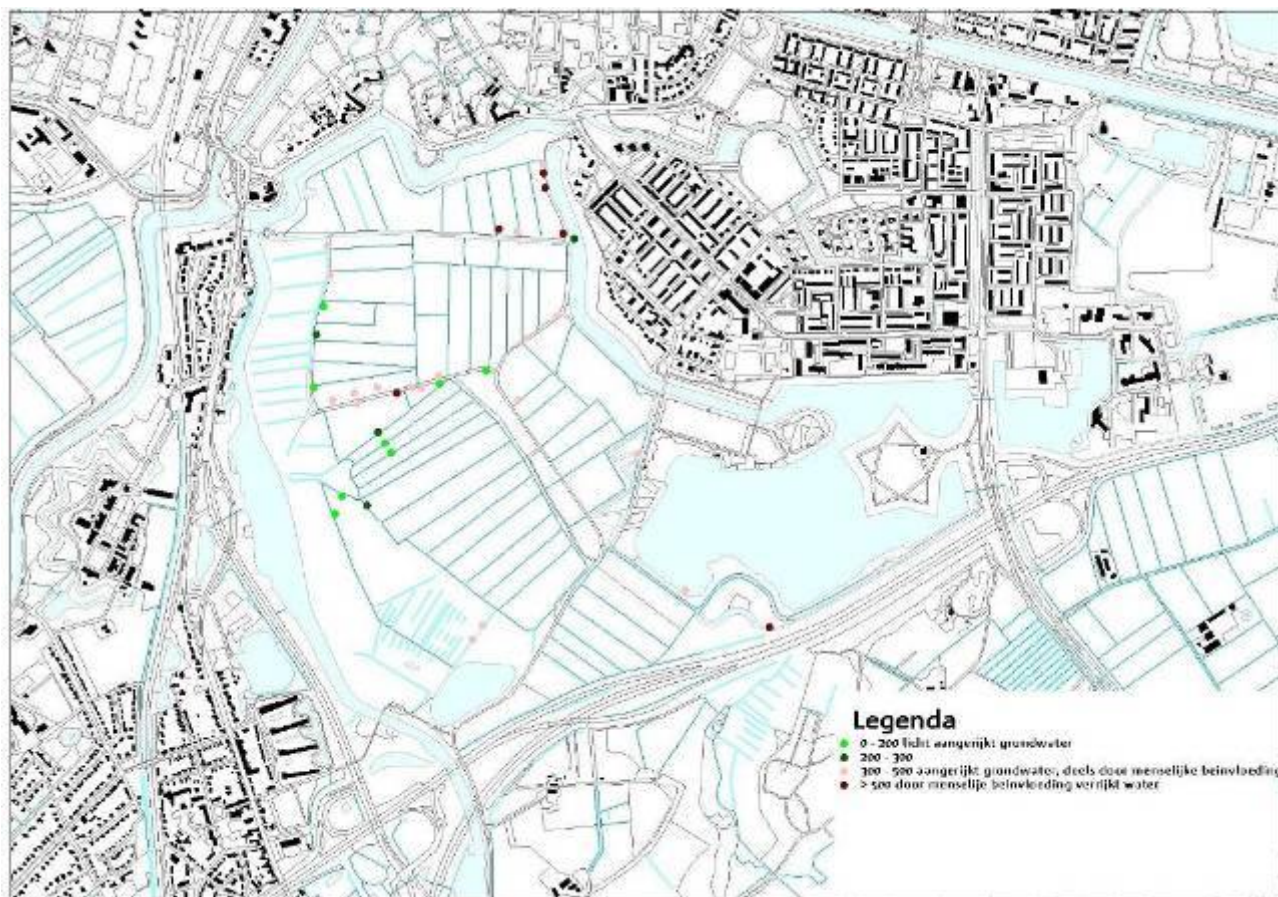 Legenda
0 - 200 licht aangerijkt grondwater
200 - 300
300 - 500 aangerijkt grondwater, deels door menselijke beinvloeding
> 500 door menselije beinvloeding verrijkt water